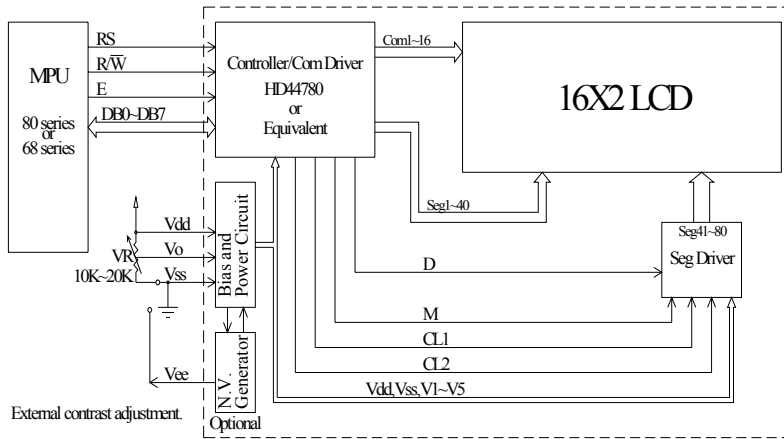 MPU
80 series
or
68 series
RS
R/W̅
E
DB0~DB7
Controller/Com Driver
HD44780
or
Equivalent
Com1~16
16X2 LCD
Seg1~40
Seg41~80
Seg Driver
Vdd
Vo
Vss
VR
10K~20K
Bias and
Power Circuit
D
M
CL1
CL2
Vdd,Vss,V1~V5
N.V.
Generator
Vee
External contrast adjustment.
Optional